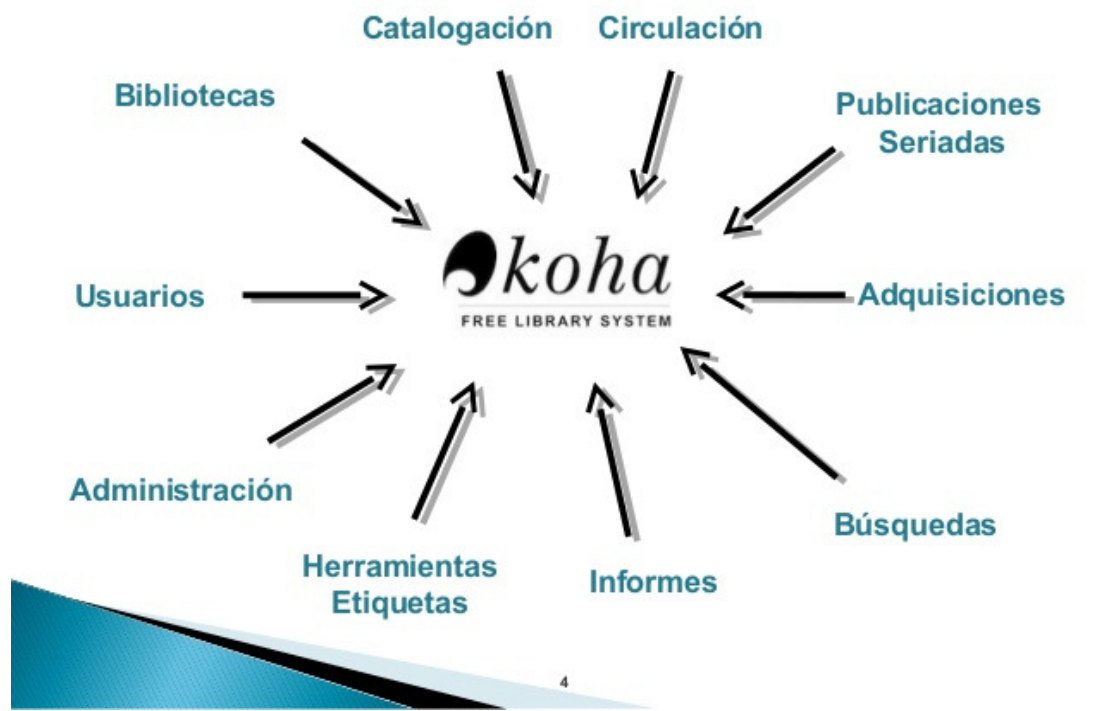 Catalogación
Circulación
Bibliotecas
Publicaciones
Seriadas
koha
FREE LIBRARY SYSTEM
Usuarios
Adquisiciones
Administración
Búsquedas
Herramientas
Etiquetas
Informes
4